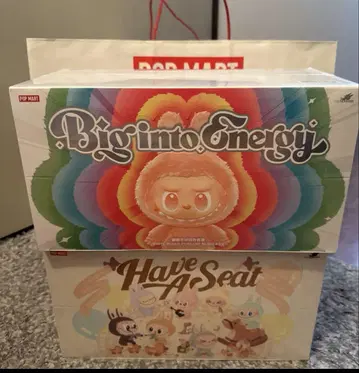 POP MART
POP MART
Big into Energy
POP MART
Have
A Seat